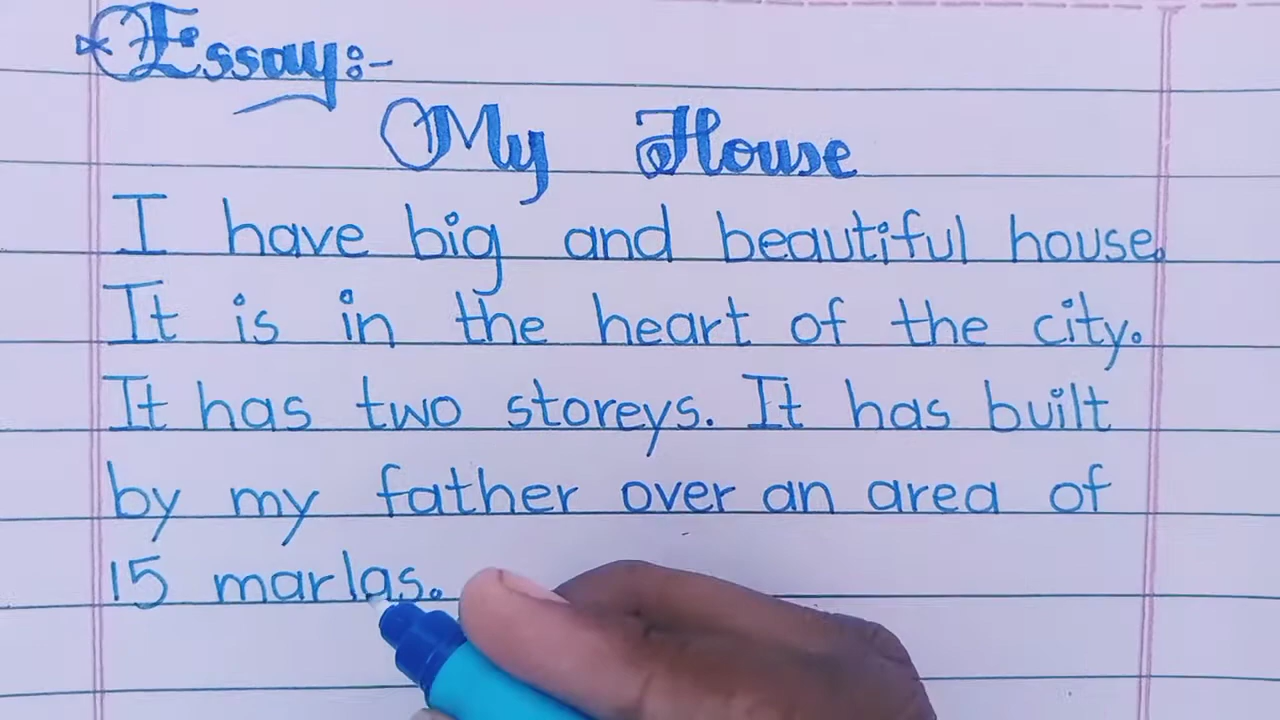 Essay:-
My House
I have big and beautiful house.
It is in the heart of the city.
It has two storeys. It has built
by my father over an area of
15 marlas.